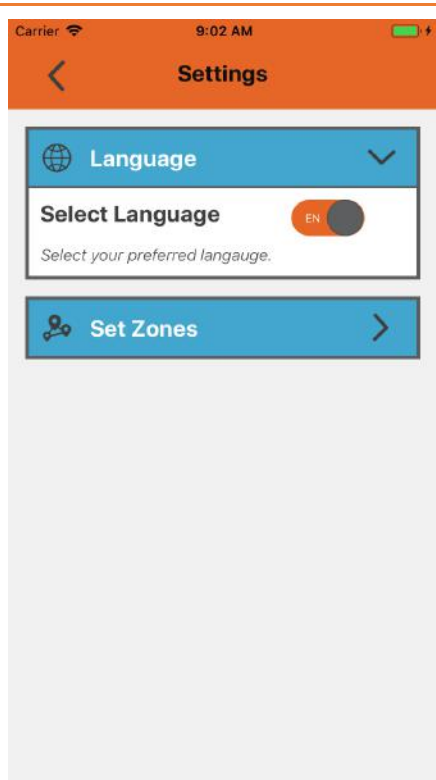 Carrier 9:02 AM
Settings
Language
Select Language EN
Select your preferred langauge.
Set Zones